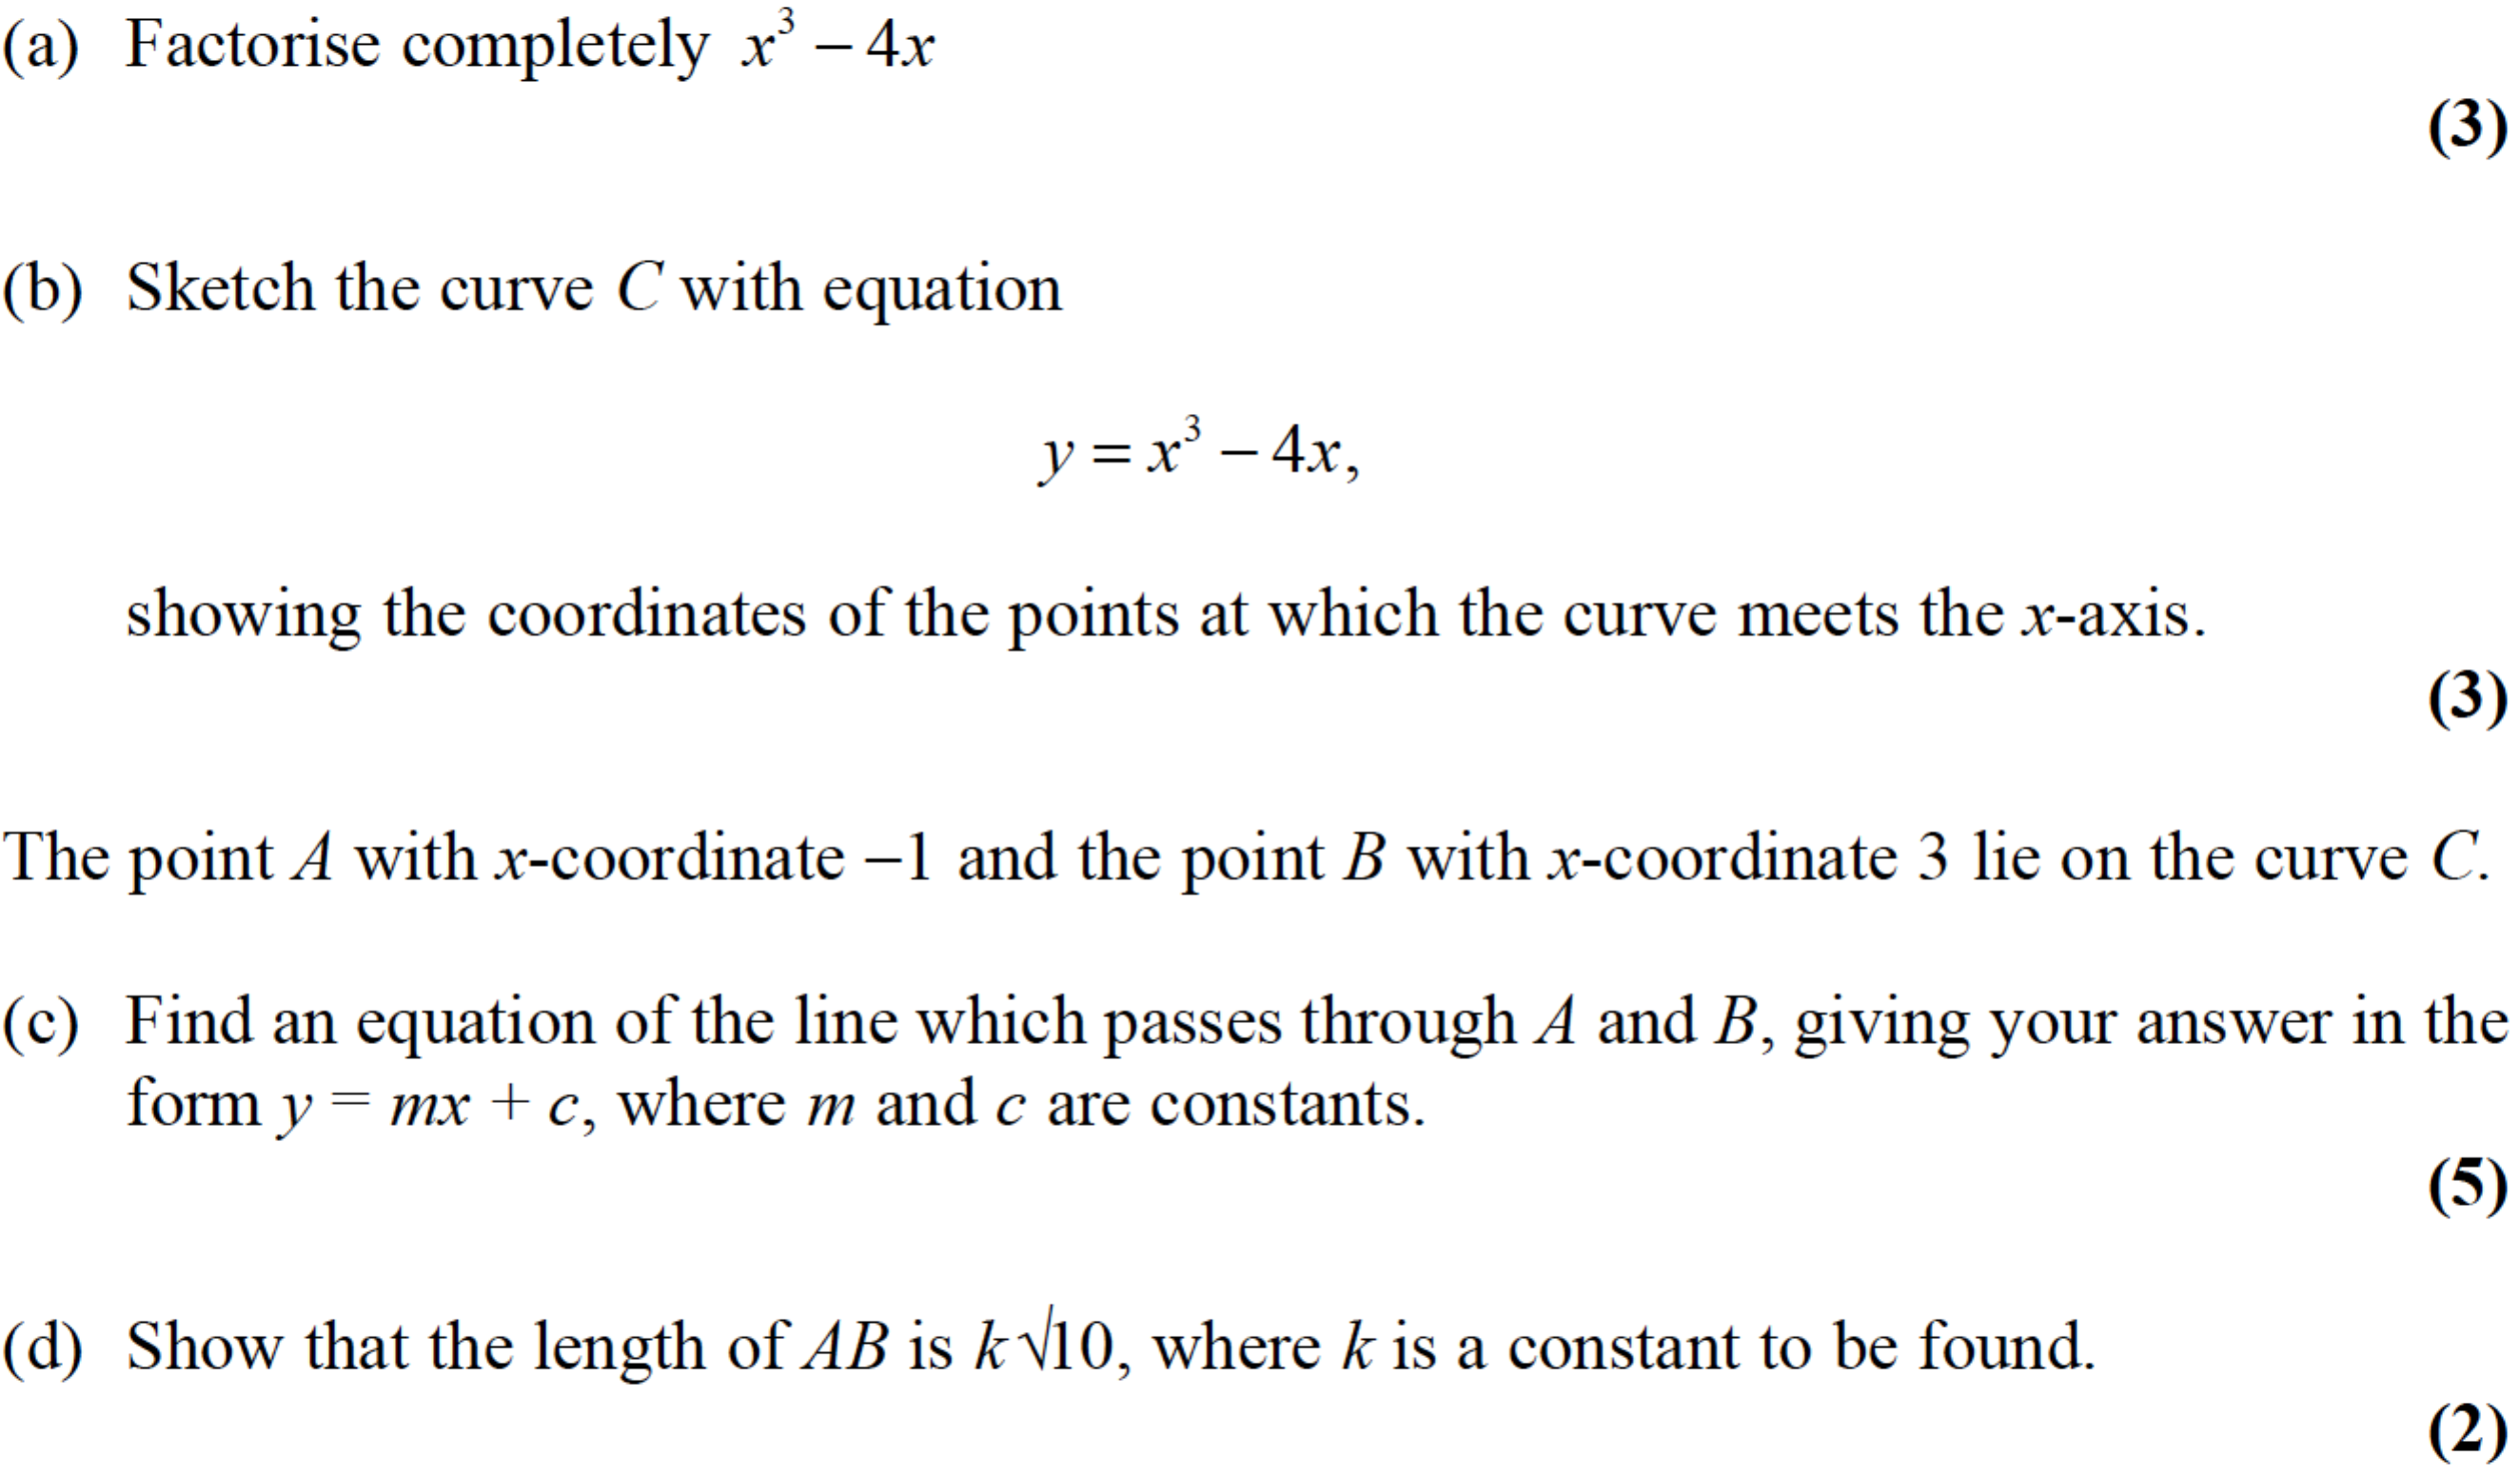 (a) Factorise completely x³ – 4x
(3)
(b) Sketch the curve C with equation
y = x³ – 4x,
showing the coordinates of the points at which the curve meets the x-axis.
(3)
The point A with x-coordinate –1 and the point B with x-coordinate 3 lie on the curve C.
(c) Find an equation of the line which passes through A and B, giving your answer in the
form y = mx + c, where m and c are constants.
(5)
(d) Show that the length of AB is k√10, where k is a constant to be found.
(2)